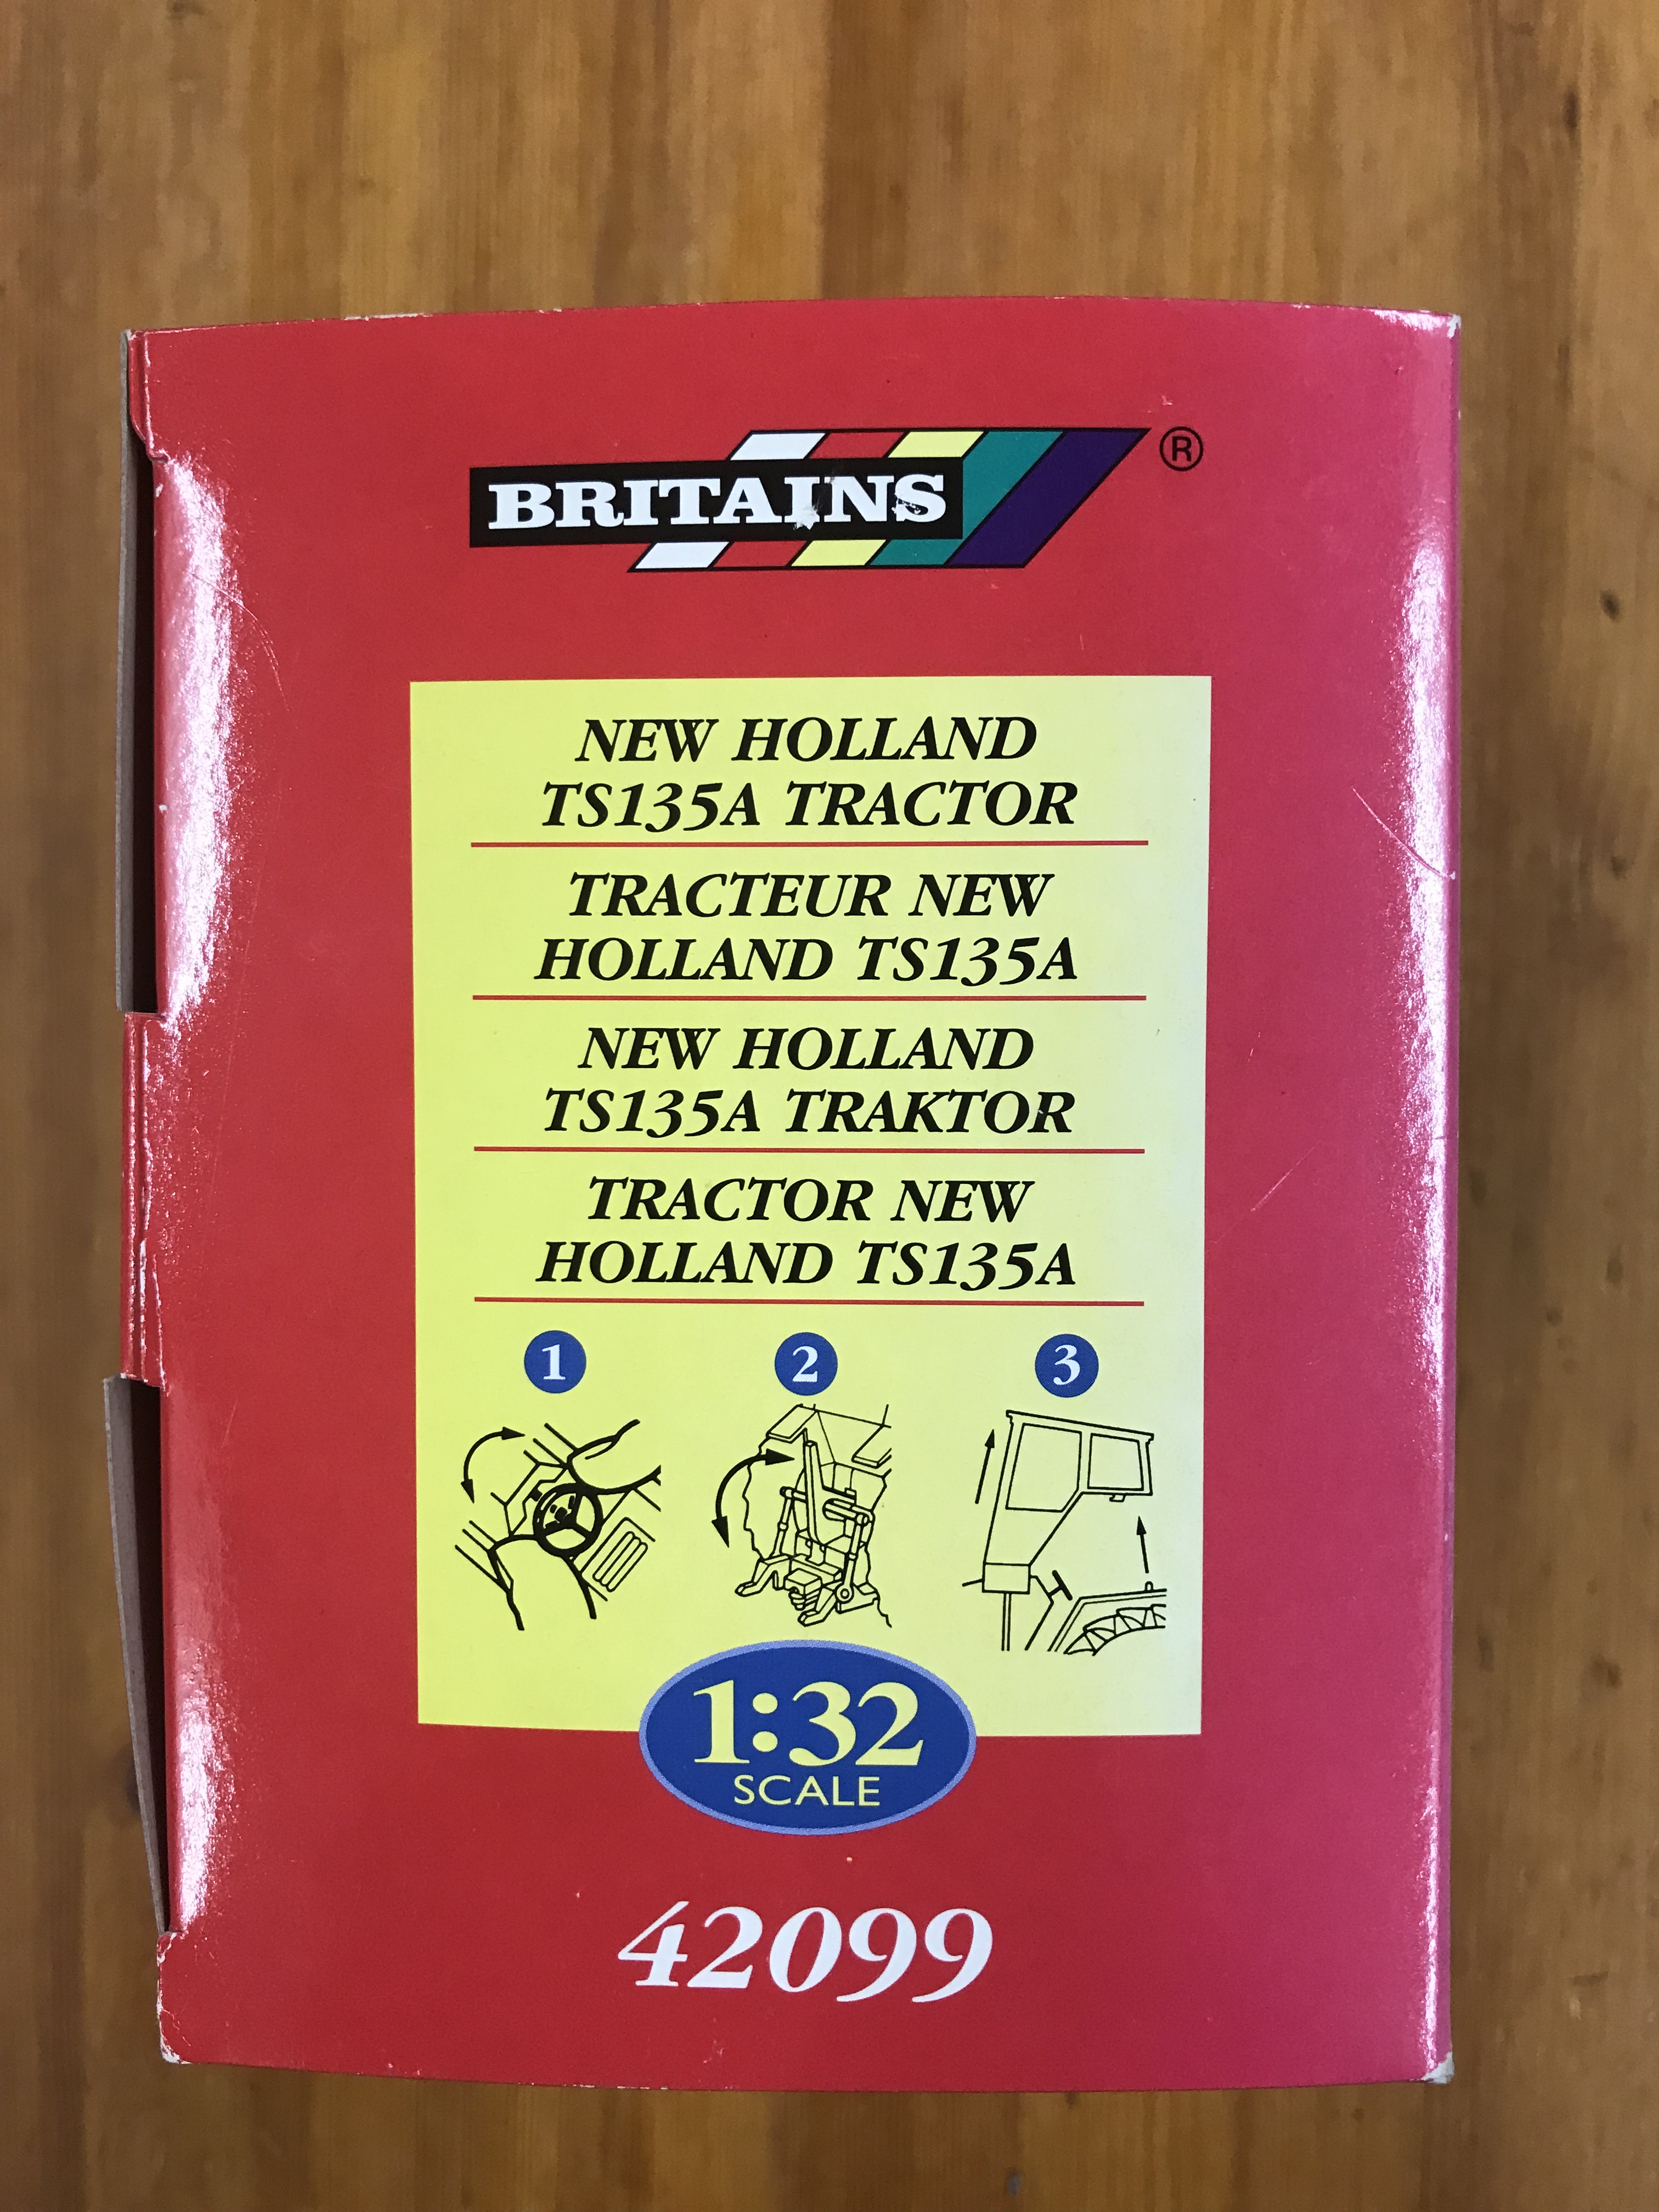 BRITAINS®
NEW HOLLAND
TS135A TRACTOR
TRACTEUR NEW
HOLLAND TS135A
NEW HOLLAND
TS135A TRAKTOR
TRACTOR NEW
HOLLAND TS135A
1 2 3
1:32
SCALE
42099